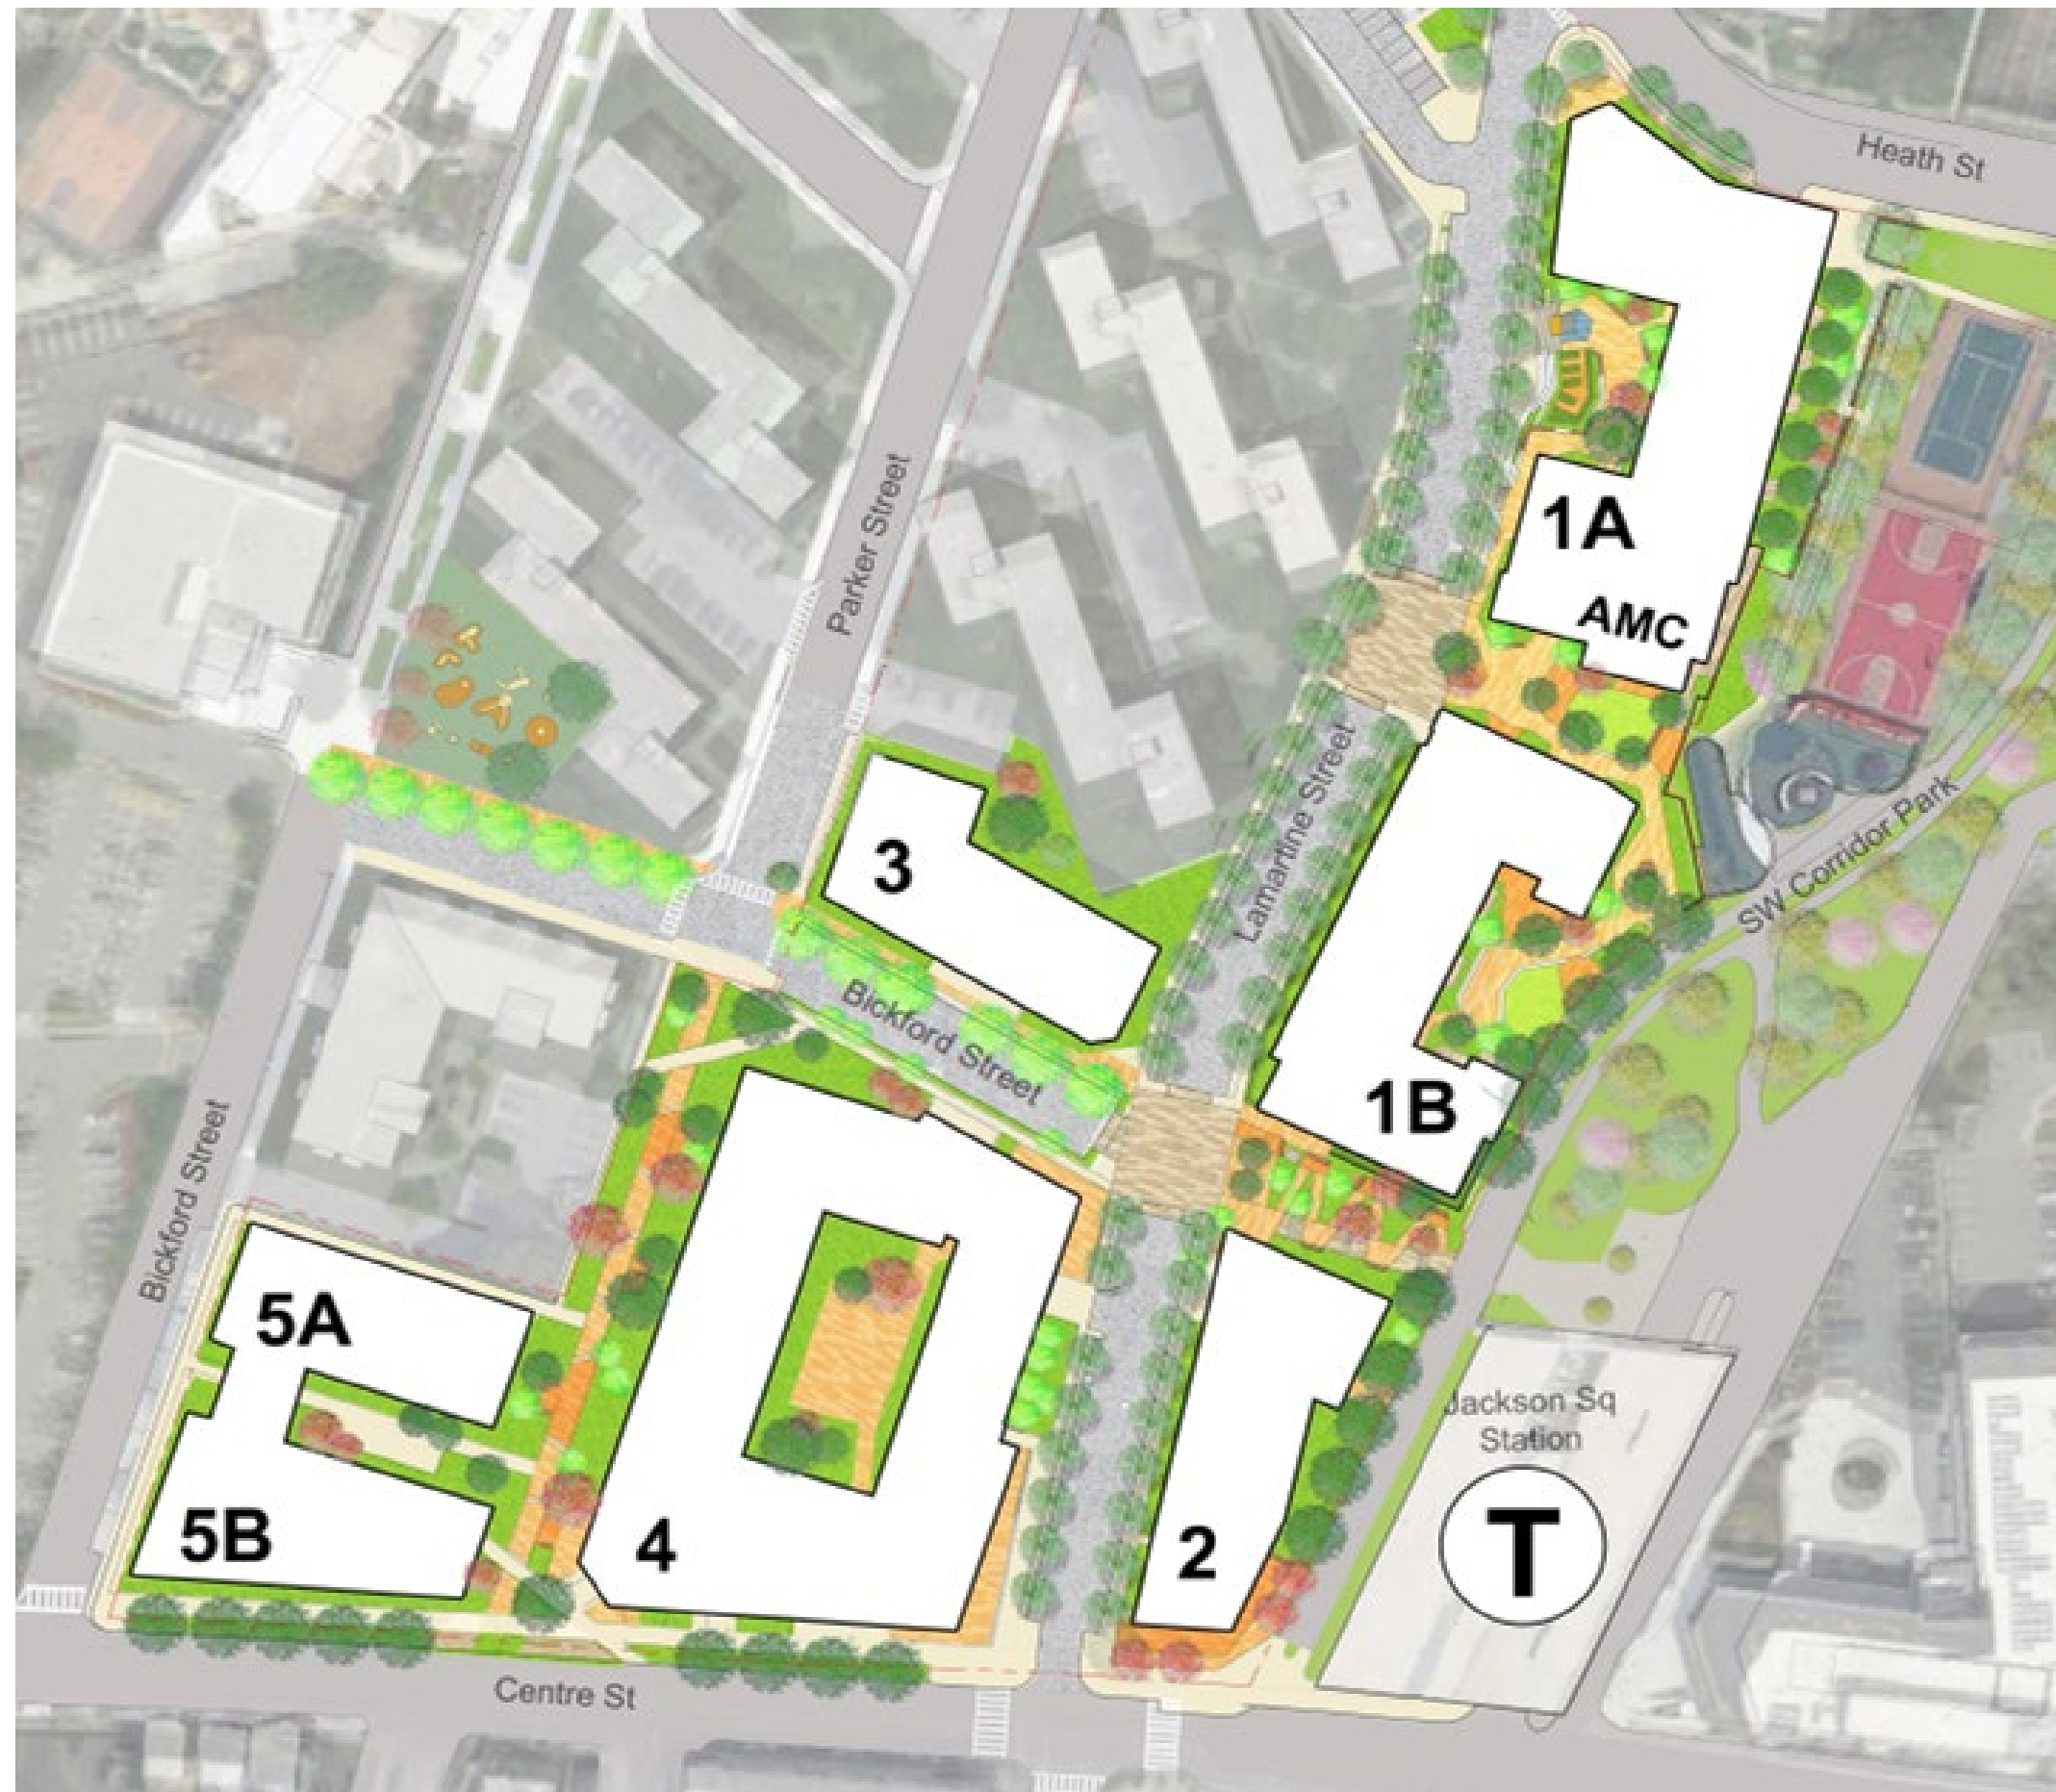 Heath St
Parker Street
1A
AMC
Lamartine Street
SW Corridor Park
3
Bickford Street
1B
Bickford Street
5A
Jackson Sq
Station
T
5B
4
2
Centre St